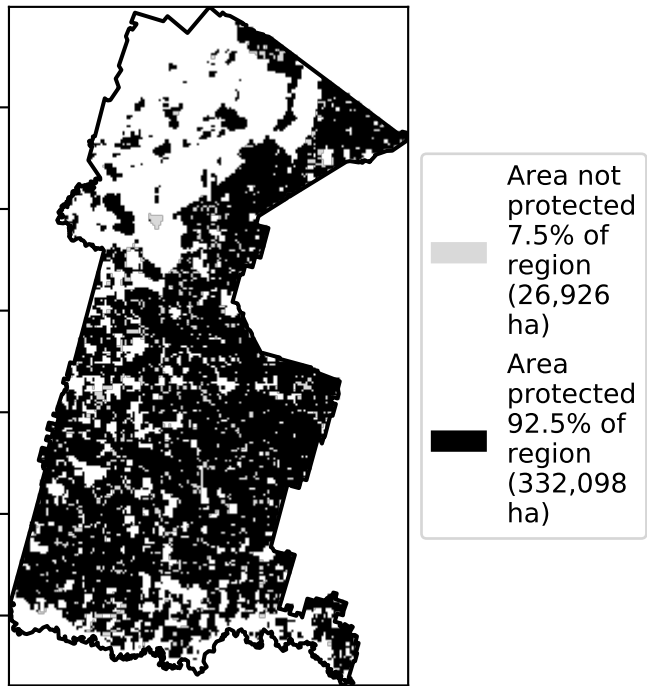 Area not
protected
7.5% of
region
(26,926
ha)
Area
protected
92.5% of
region
(332,098
ha)